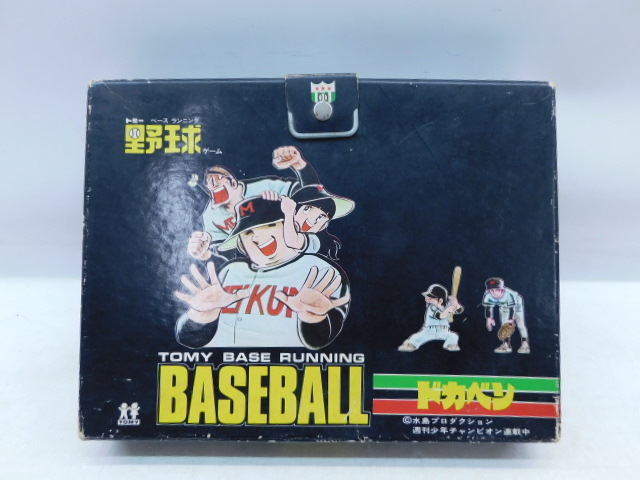 トミー ベース ランニング
野球ゲーム
M
MEIKUN
TOMY BASE RUNNING
BASEBALL
ドカベン
TOMY
©水島プロダクション
週刊少年チャンピオン連載中